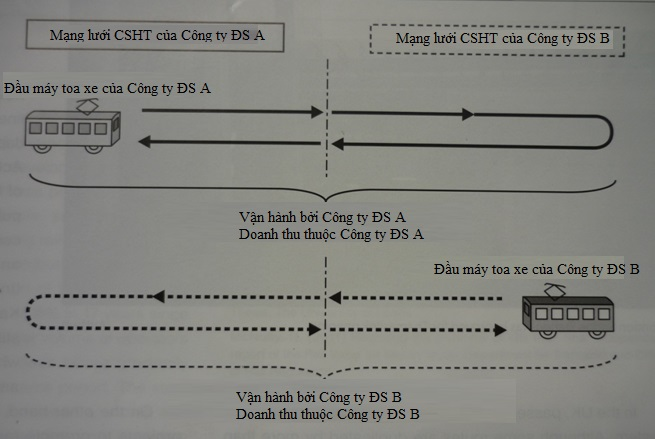 Mạng lưới CSHT của Công ty ĐS A
Mạng lưới CSHT của Công ty ĐS B
Đầu máy toa xe của Công ty ĐS A
Vận hành bởi Công ty ĐS A
Doanh thu thuộc Công ty ĐS A
Đầu máy toa xe của Công ty ĐS B
Vận hành bởi Công ty ĐS B
Doanh thu thuộc Công ty ĐS B